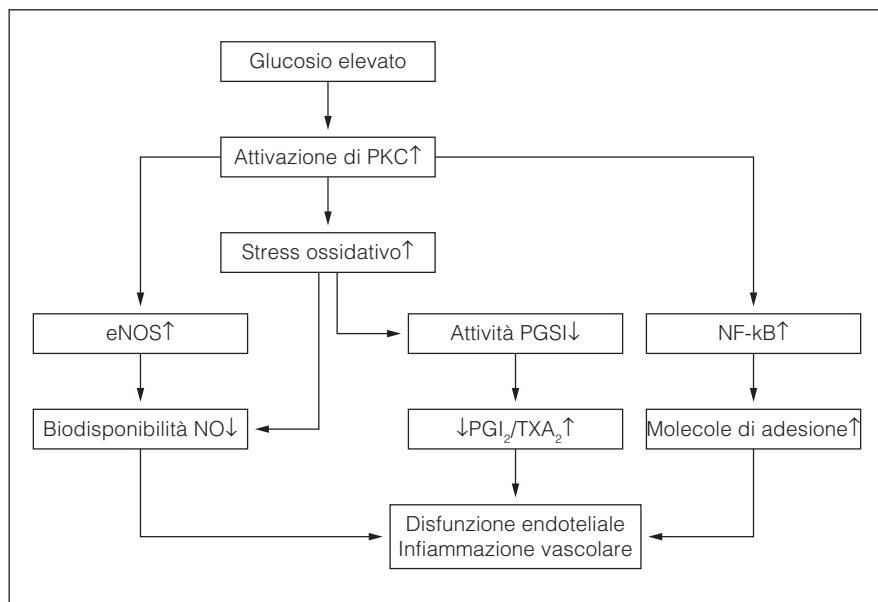 Glucosio elevato
Attivazione di PKC↑
Stress ossidativo↑
eNOS↑
Attività PGSI↓
NF-kB↑
Biodisponibilità NO↓
↓PGI₂/TXA₂↑
Molecole di adesione↑
Disfunzione endoteliale
Infiammazione vascolare